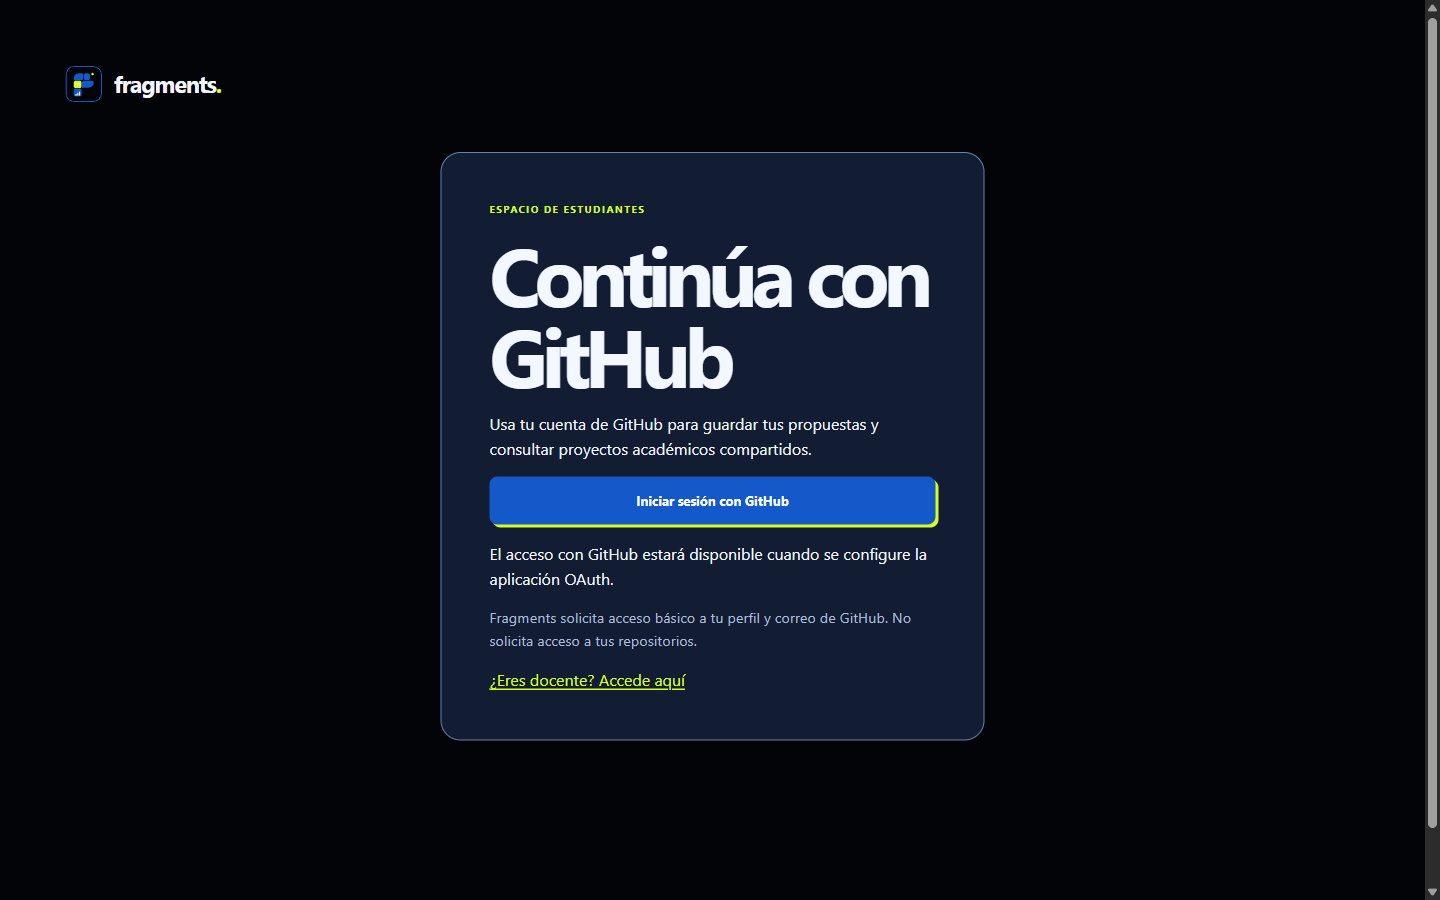 fragments.
ESPACIO DE ESTUDIANTES
Continúa con
GitHub
Usa tu cuenta de GitHub para guardar tus propuestas y
consultar proyectos académicos compartidos.
Iniciar sesión con GitHub
El acceso con GitHub estará disponible cuando se configure la
aplicación OAuth.
Fragments solicita acceso básico a tu perfil y correo de GitHub. No
solicita acceso a tus repositorios.
¿Eres docente? Accede aquí